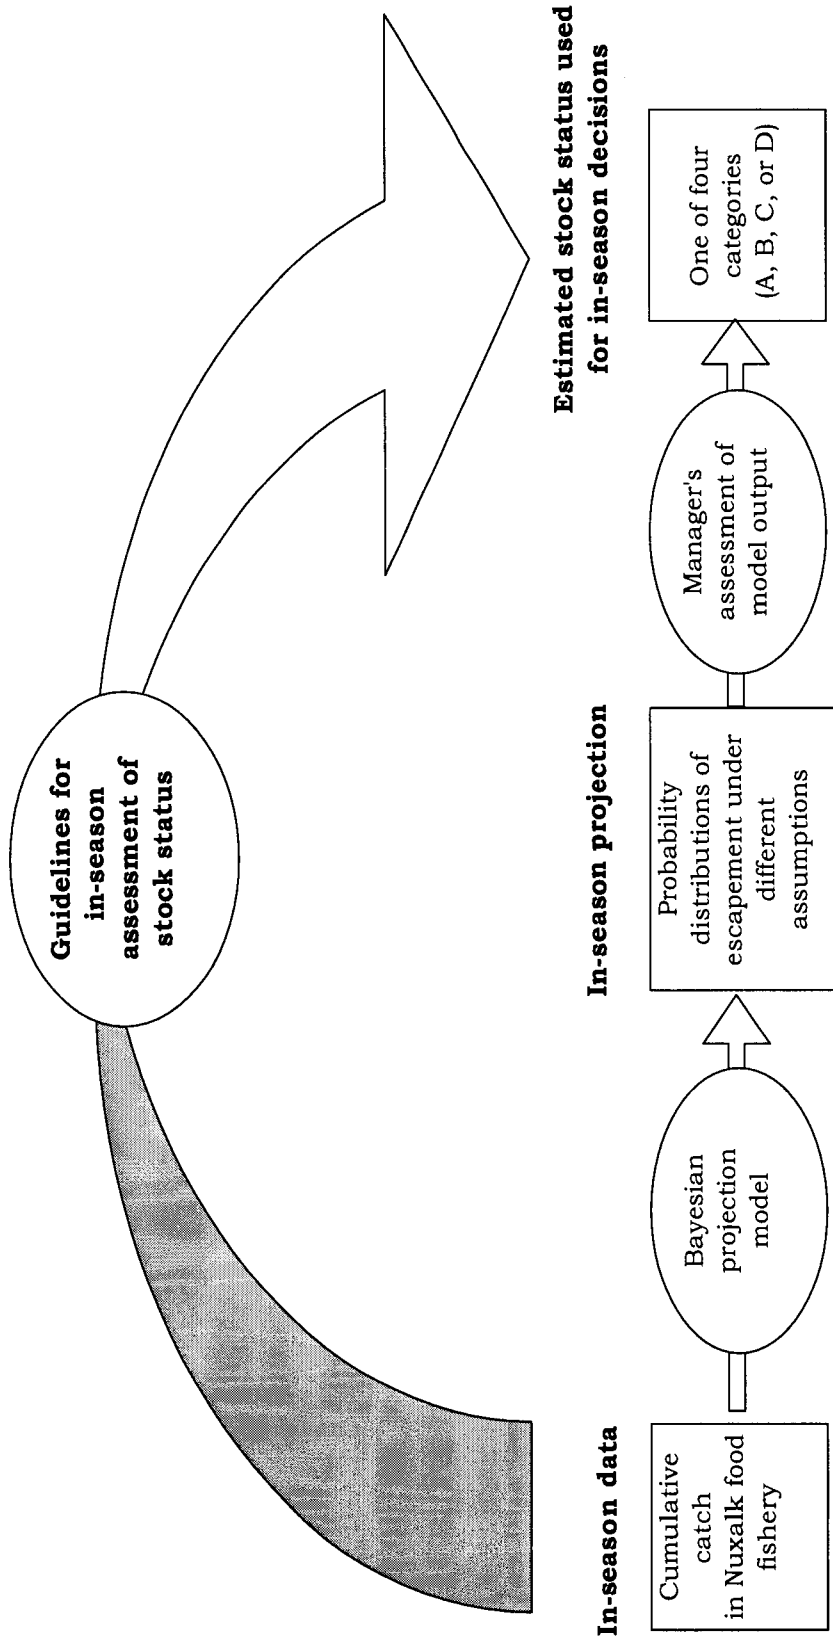 Guidelines for
in-season
assessment of
stock status
In-season data
Cumulative
catch
in Nuxalk food
fishery
Bayesian
projection
model
In-season projection
Probability
distributions of
escapement under
different
assumptions
Manager's
assessment of
model output
Estimated stock status used
for in-season decisions
One of four
categories
(A, B, C, or D)